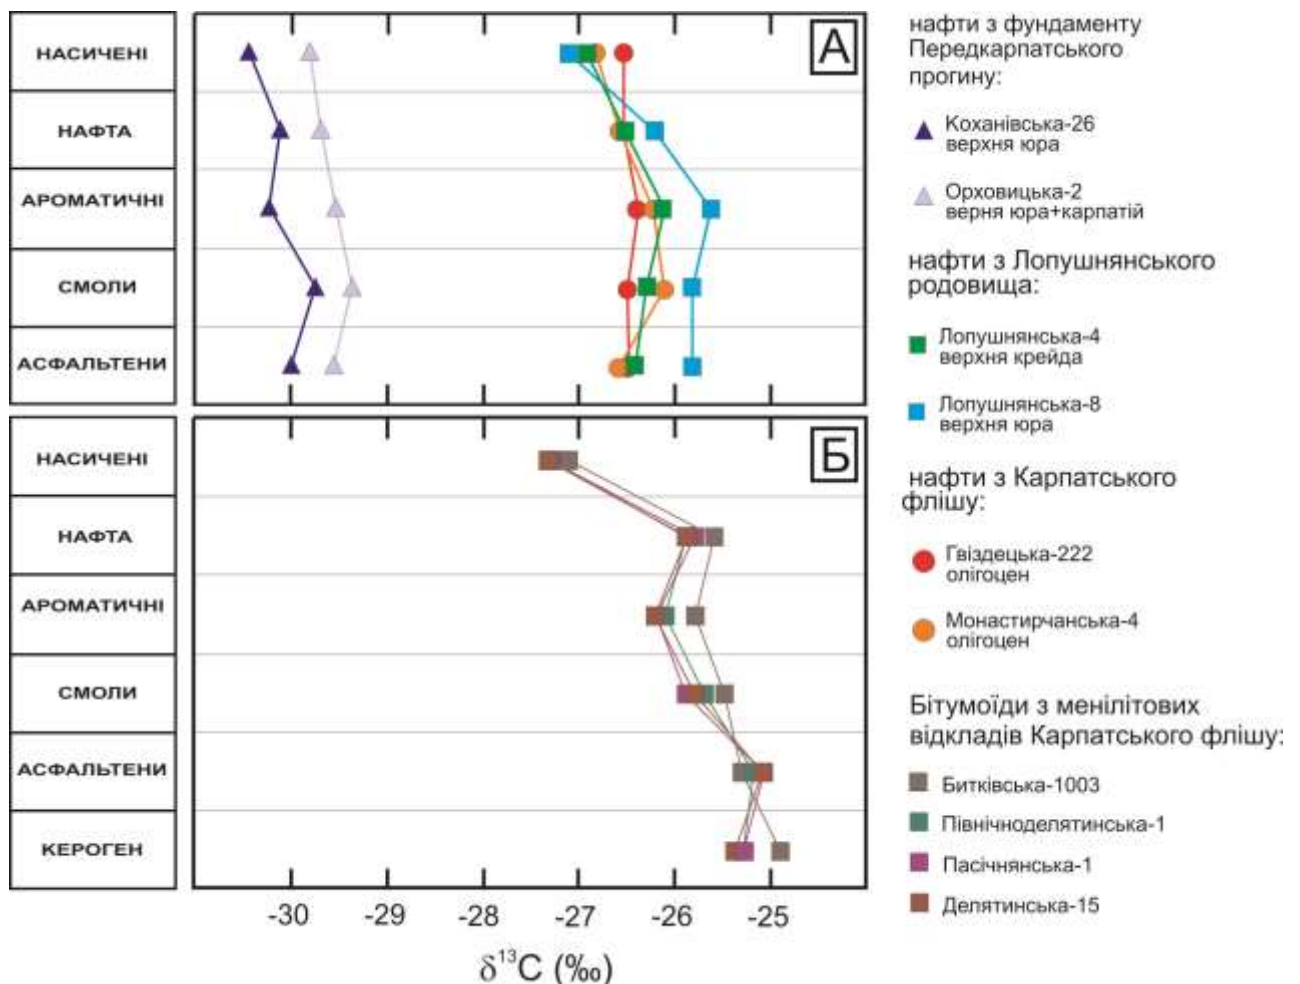 НАСИЧЕНІ
НАФТА
АРОМАТИЧНІ
СМОЛИ
АСФАЛЬТЕНИ
А
НАСИЧЕНІ
НАФТА
АРОМАТИЧНІ
СМОЛИ
АСФАЛЬТЕНИ
КЕРОГЕН
Б
-30 -29 -28 -27 -26 -25
δ¹³C (‰)
нафти з фундаменту
Передкарпатського
прогину:
Коханівська-26
верхня юра
Орховицька-2
верня юра+карпатій
нафти з Лопушнянського
родовища:
Лопушнянська-4
верхня крейда
Лопушнянська-8
верхня юра
нафти з Карпатського
флішу:
Гвіздецька-222
олігоцен
Монастирчанська-4
олігоцен
Бітумоїди з менілітових
відкладів Карпатського флішу:
Битківська-1003
Північноделятинська-1
Пасічнянська-1
Делятинська-15